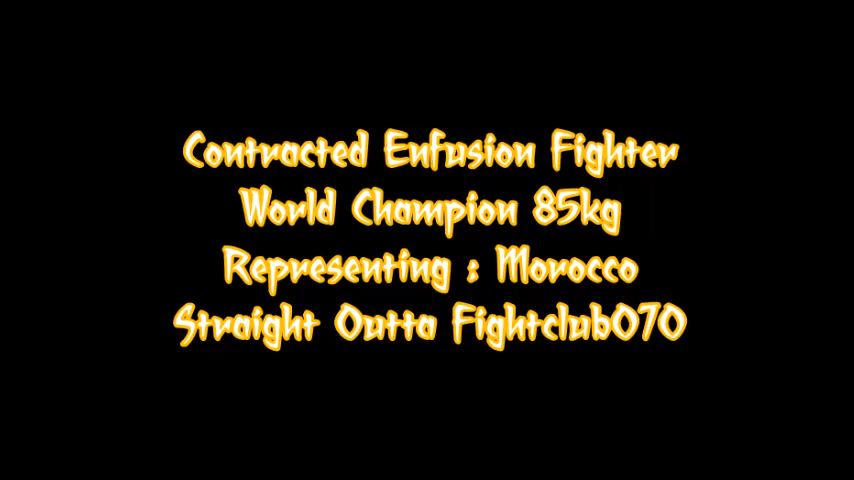 Contracted Enfusion Fighter
World Champion 85kg
Representing : Morocco
Straight Outta Fightclub070